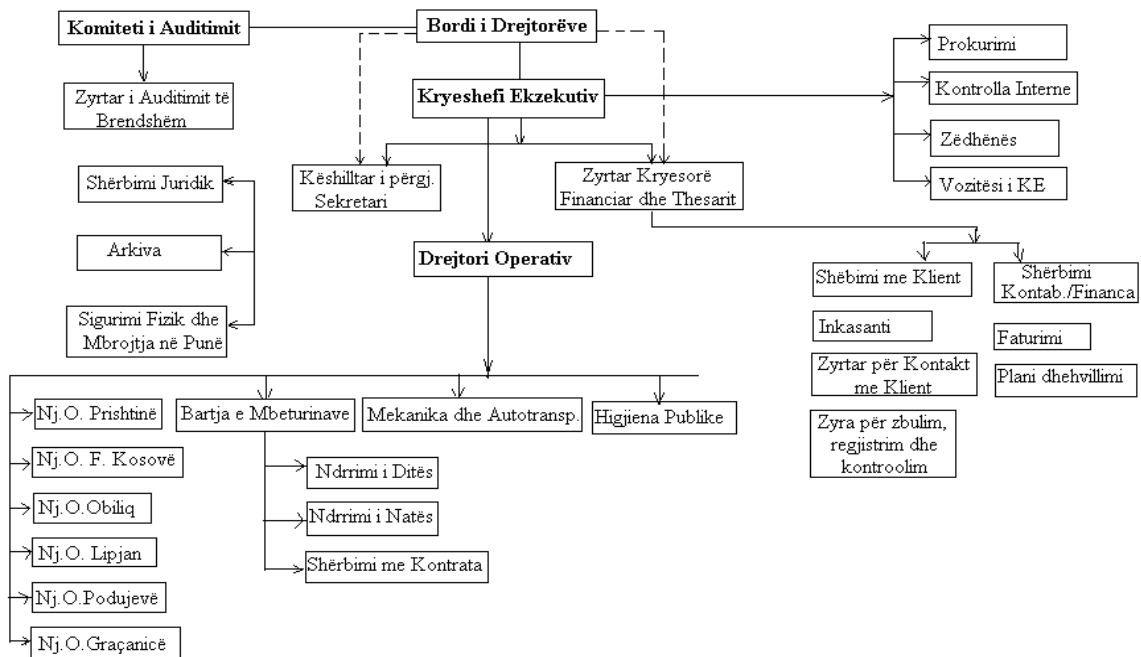 Komiteti i Auditimit
Bordi i Drejtorëve
Prokurimi
Zyrtar i Auditimit të
Brendshëm
Kryeshefi Ekzekutiv
Kontrolla Interne
Zëdhënës
Vozitësi i KE
Shërbimi Juridik
Arkiva
Sigurimi Fizik dhe
Mbrojtja në Punë
Këshilltar i përgj.
Sekretari
Zyrtar Kryesorë
Financiar dhe Thesarit
Drejtori Operativ
Shëbimi me Klient
Inkasanti
Zyrtar për Kontakt
me Klient
Zyra për zbulim,
regjistrim dhe
kontroolim
Shërbimi
Kontab./Financa
Faturimi
Plani dhehvillimi
Nj.O. Prishtinë
Nj.O. F. Kosovë
Nj.O.Obiliq
Nj.O. Lipjan
Nj.O.Podujevë
Nj.O.Graçanicë
Bartja e Mbeturinave
Ndrrimi i Ditës
Ndrrimi i Natës
Shërbimi me Kontrata
Mekanika dhe Autotransp.
Higjiena Publike